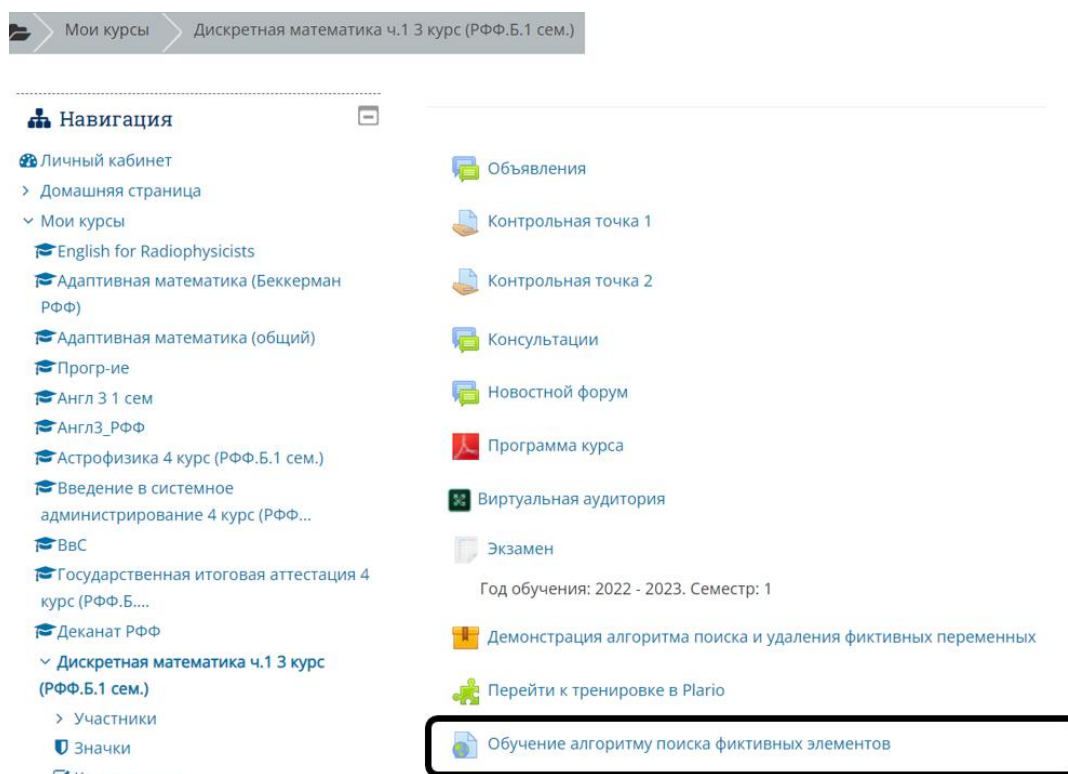 Мои курсы
Дискретная математика ч.1 3 курс (РФФ.Б.1 сем.)
Навигация
Личный кабинет
Домашняя страница
Мои курсы
English for Radiophysicists
Адаптивная математика (Беккерман
РФФ)
Адаптивная математика (общий)
Прогр-ие
Англ 3 1 сем
Англ3_РФФ
Астрофизика 4 курс (РФФ.Б.1 сем.)
Введение в системное
администрирование 4 курс (РФФ...
ВвС
Государственная итоговая аттестация 4
курс (РФФ.Б....
Деканат РФФ
Дискретная математика ч.1 3 курс
(РФФ.Б.1 сем.)
Участники
Значки
Объявления
Контрольная точка 1
Контрольная точка 2
Консультации
Новостной форум
Программа курса
Виртуальная аудитория
Экзамен
Год обучения: 2022 - 2023. Семестр: 1
Демонстрация алгоритма поиска и удаления фиктивных переменных
Перейти к тренировке в Plario
Обучение алгоритму поиска фиктивных элементов